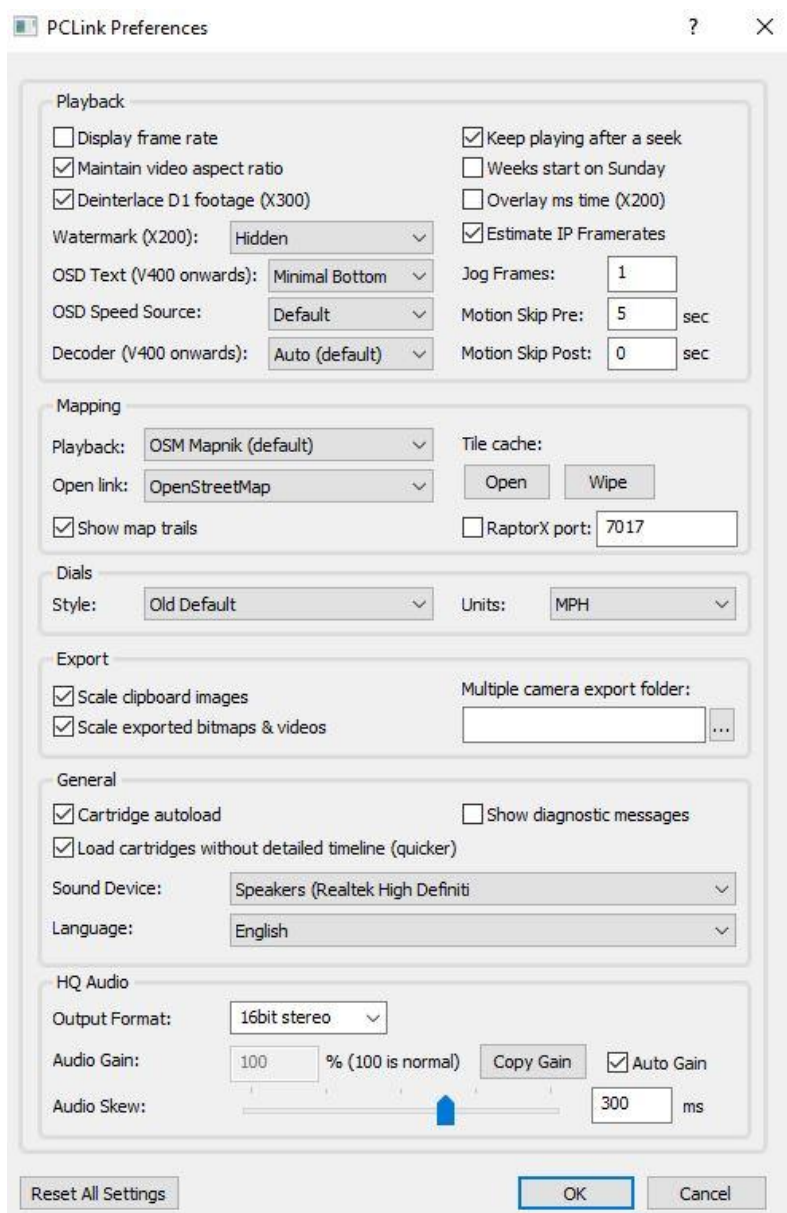 PCLink Preferences ?
Playback
Display frame rate
Keep playing after a seek
Maintain video aspect ratio
Weeks start on Sunday
Deinterlace D1 footage (X300)
Overlay ms time (X200)
Watermark (X200): Hidden
Estimate IP Framerates
OSD Text (V400 onwards): Minimal Bottom
Jog Frames: 1
OSD Speed Source: Default
Motion Skip Pre: 5 sec
Decoder (V400 onwards): Auto (default)
Motion Skip Post: 0 sec
Mapping
Playback: OSM Mapnik (default)
Tile cache:
Open link: OpenStreetMap
Open Wipe
Show map trails
RaptorX port: 7017
Dials
Style: Old Default
Units: MPH
Export
Scale clipboard images
Multiple camera export folder:
Scale exported bitmaps & videos
...
General
Cartridge autoload
Show diagnostic messages
Load cartridges without detailed timeline (quicker)
Sound Device: Speakers (Realtek High Definiti
Language: English
HQ Audio
Output Format: 16bit stereo
Audio Gain: 100 % (100 is normal) Copy Gain Auto Gain
Audio Skew: 300 ms
Reset All Settings OK Cancel